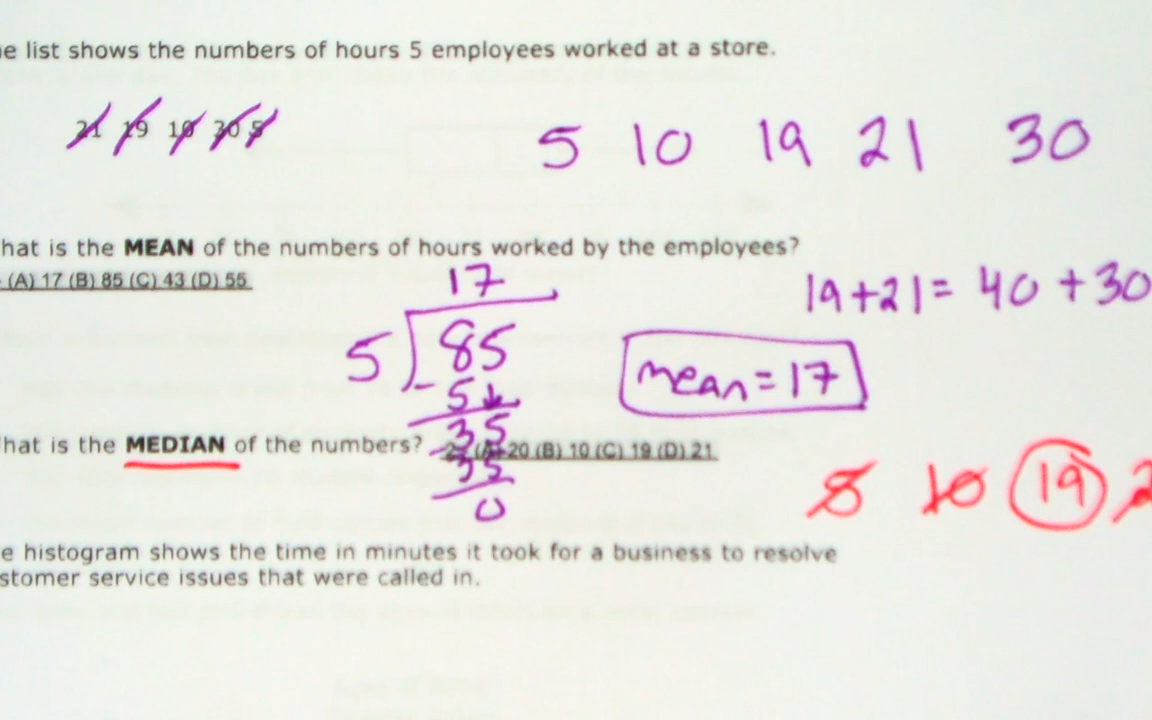 e list shows the numbers of hours 5 employees worked at a store.
21 19 10 30 5
5 10 19 21 30
hat is the MEAN of the numbers of hours worked by the employees?
(A) 17 (B) 85 (C) 43 (D) 55
17
19+21= 40 +30
5 85
mean = 17
- 5
35
hat is the MEDIAN of the numbers? (A) 20 (B) 10 (C) 19 (D) 21
- 35
5 10 19 2
0
e histogram shows the time in minutes it took for a business to resolve
stomer service issues that were called in.